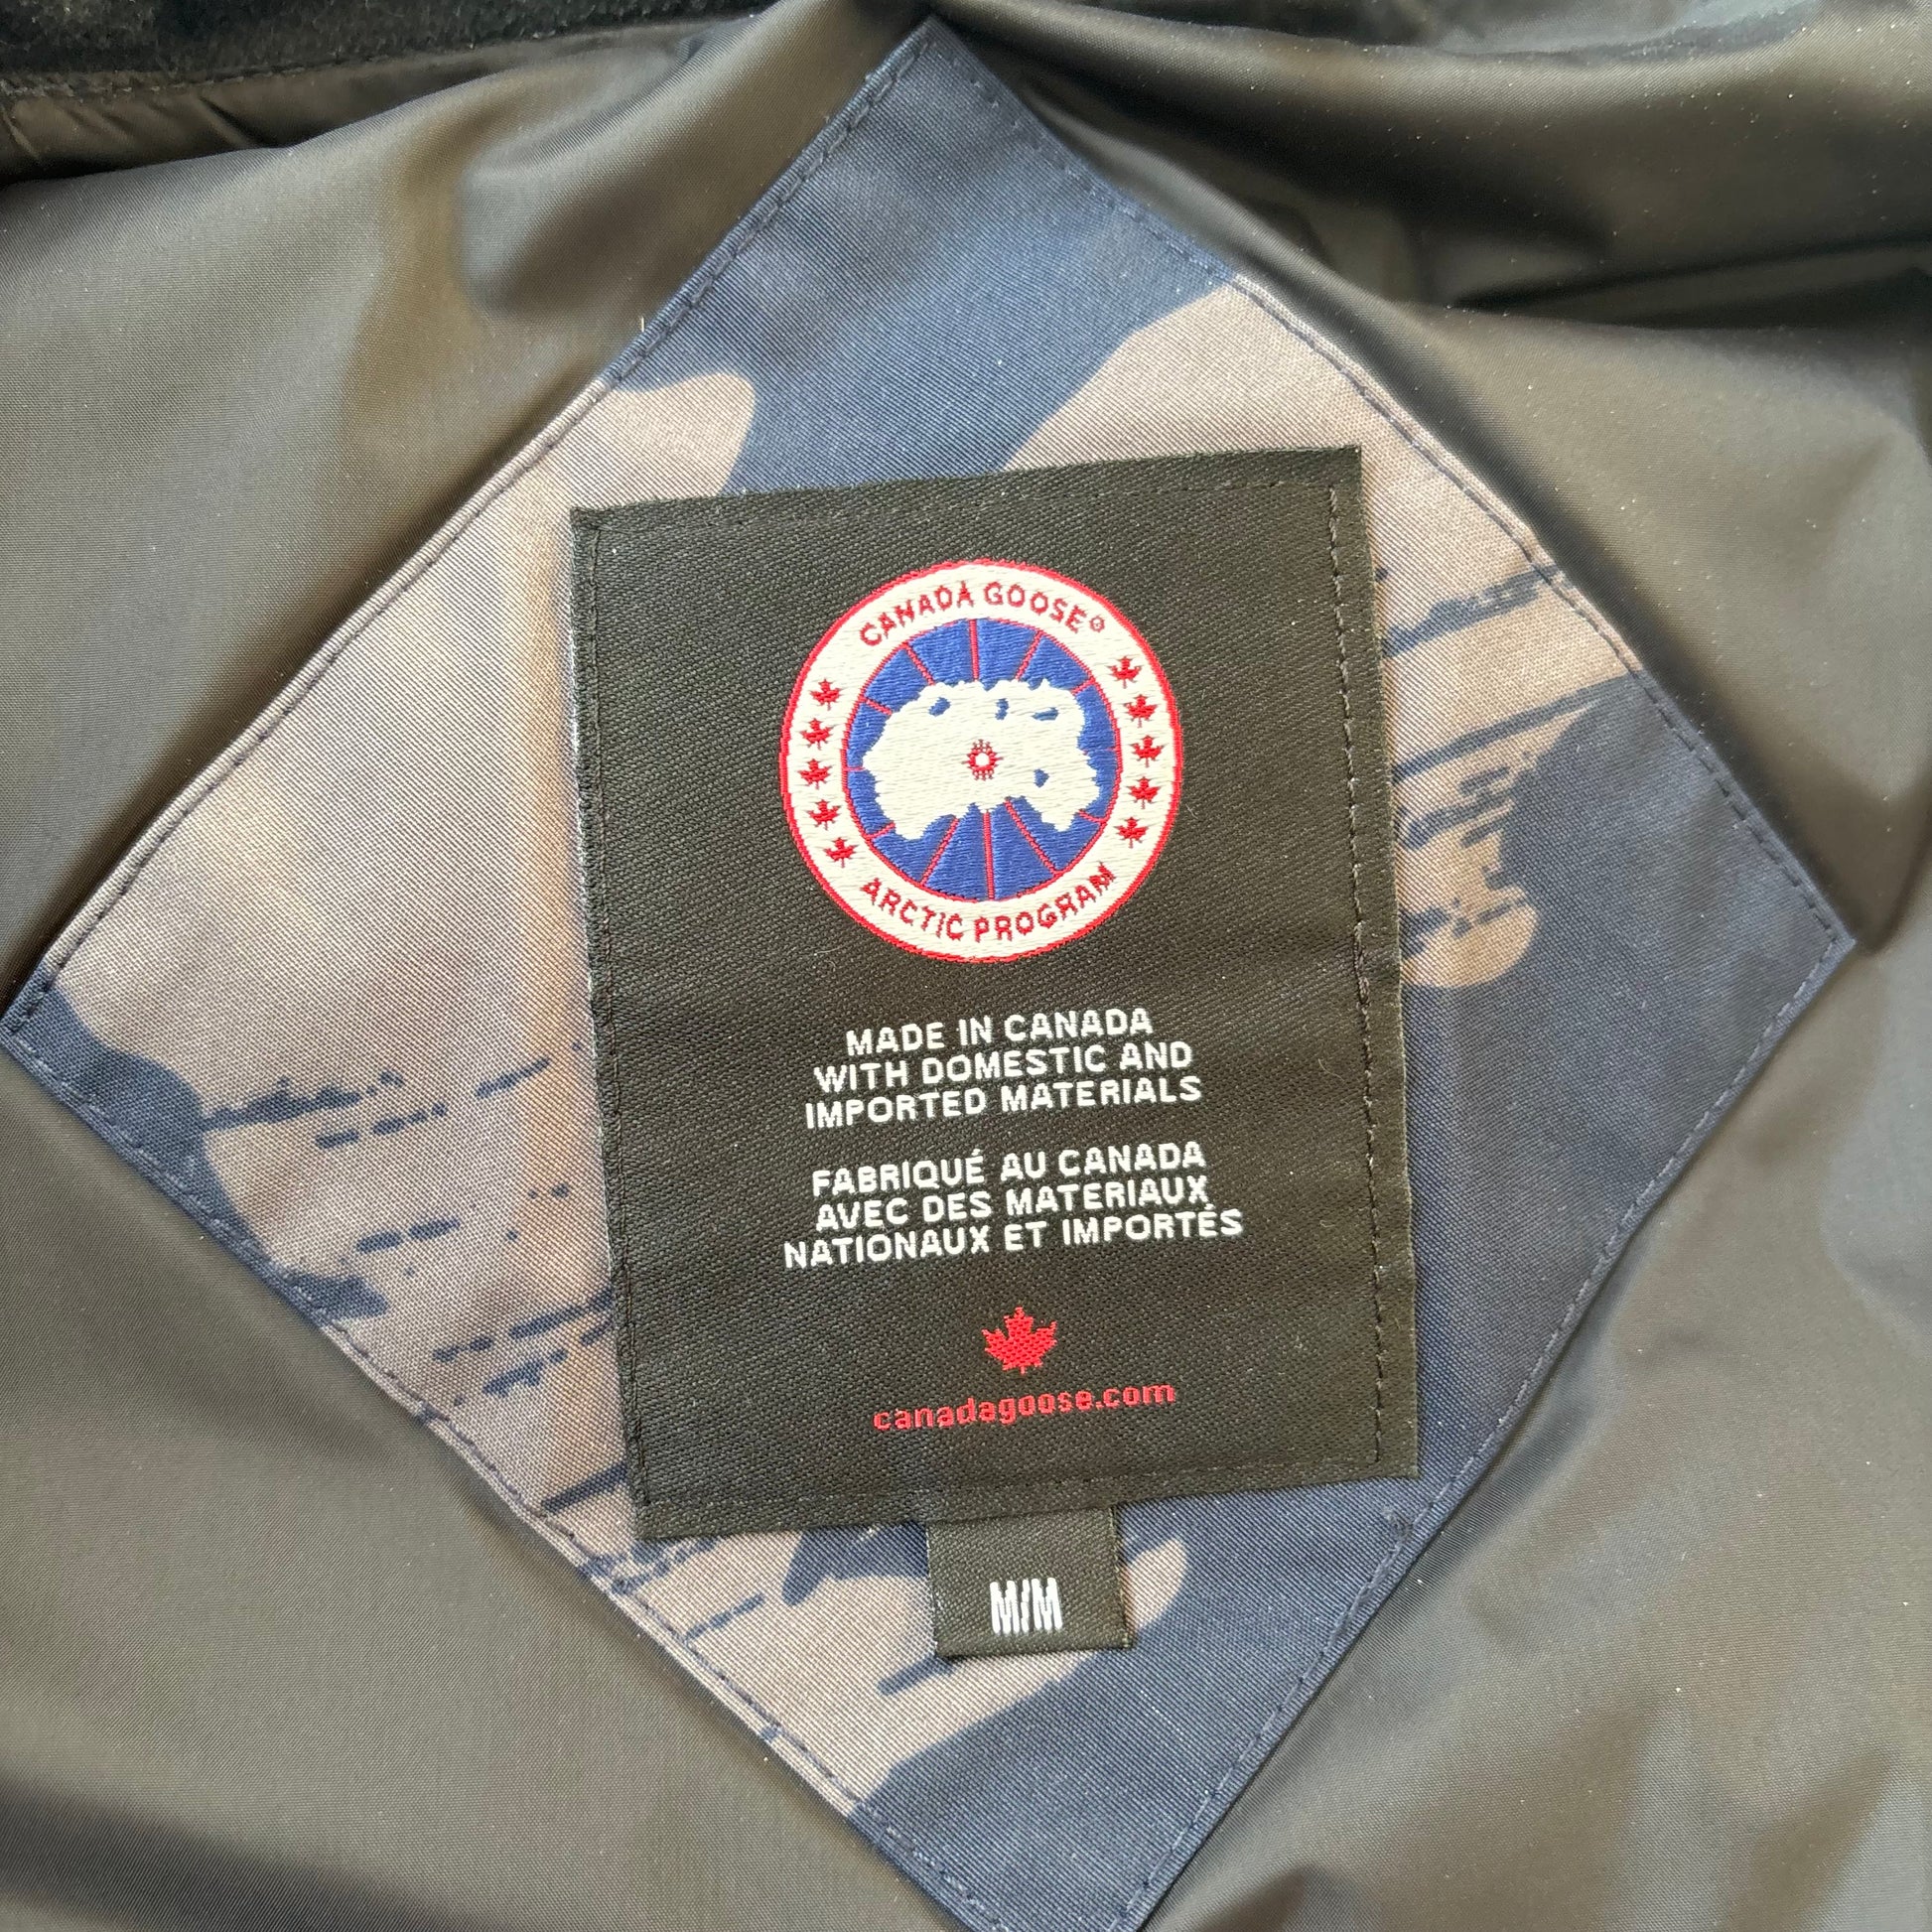 CANADA GOOSE®
ARCTIC PROGRAM
MADE IN CANADA
WITH DOMESTIC AND
IMPORTED MATERIALS
FABRIQUÉ AU CANADA
AVEC DES MATERIAUX
NATIONAUX ET IMPORTÉS
canadagoose.com
M/M